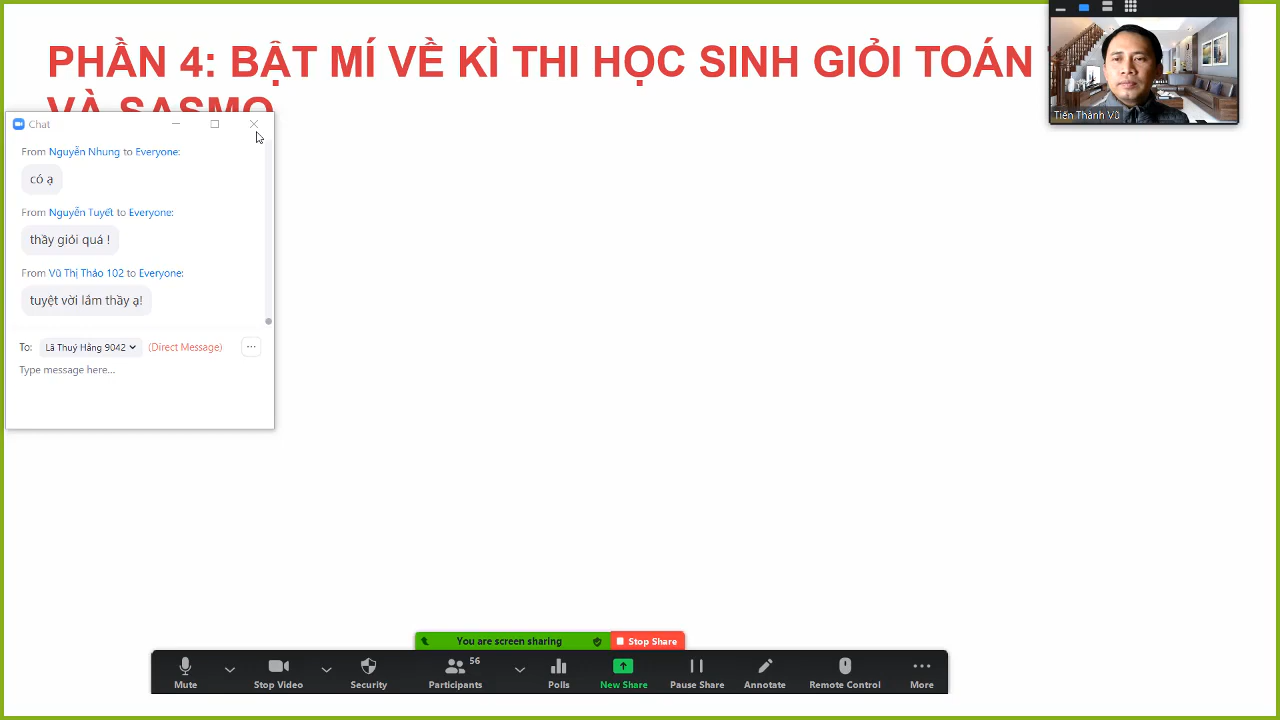 PHẦN 4: BẬT MÍ VỀ KÌ THI HỌC SINH GIỎI TOÁN
VÀ SASMO
Tiến Thành Vũ
Chat
From Nguyễn Nhung to Everyone:
có ạ
From Nguyễn Tuyết to Everyone:
thầy giỏi quá !
From Vũ Thị Thảo 102 to Everyone:
tuyệt vời lắm thầy ạ!
To: Lã Thuý Hằng 9042 (Direct Message) ...
Type message here...
You are screen sharing Stop Share
56
Mute Stop Video Security Participants Polls New Share Pause Share Annotate Remote Control More